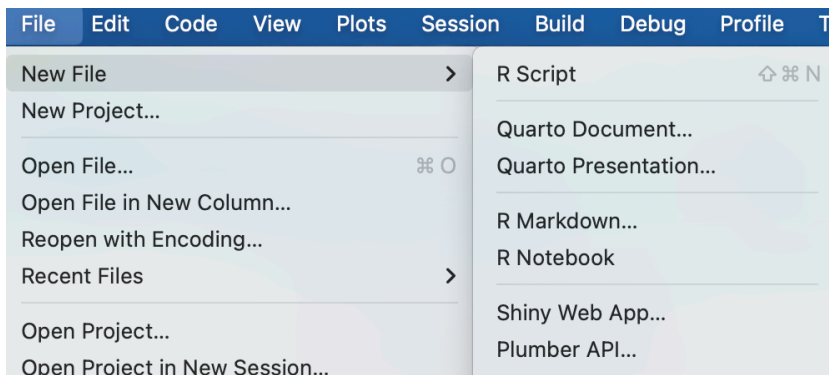 File Edit Code View Plots Session Build Debug Profile T
New File
New Project...
Open File... ⌘ O
Open File in New Column...
Reopen with Encoding...
Recent Files
Open Project...
Open Project in New Session...
R Script ⇧ ⌘ N
Quarto Document...
Quarto Presentation...
R Markdown...
R Notebook
Shiny Web App...
Plumber API...